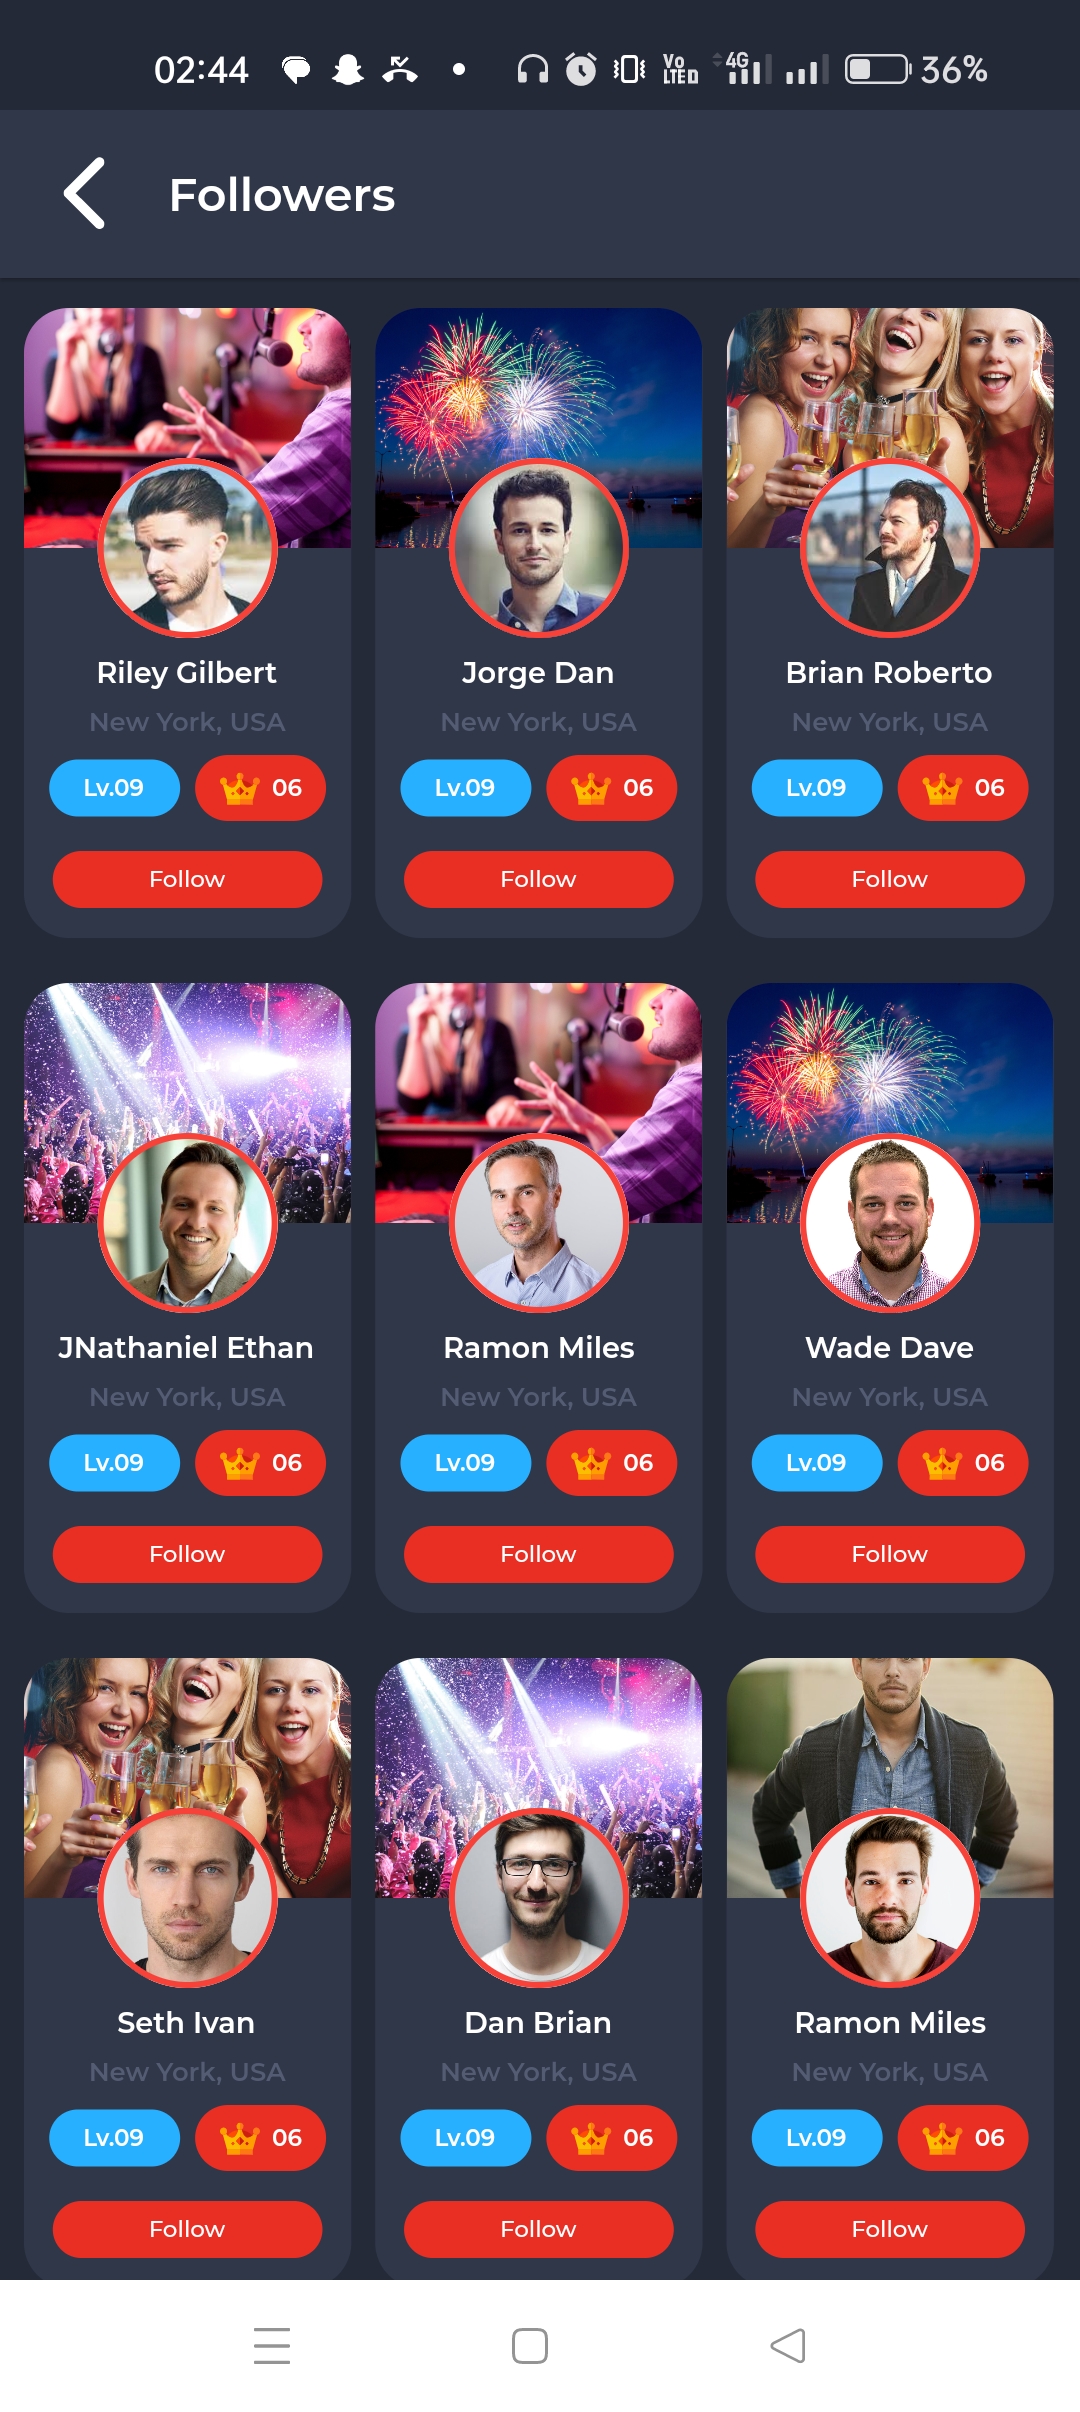 02:44 Vo LTE 4G 36%
Followers
Riley Gilbert Jorge Dan Brian Roberto
New York, USA New York, USA New York, USA
Lv.09 06 Lv.09 06 Lv.09 06
Follow Follow Follow
JNathaniel Ethan Ramon Miles Wade Dave
New York, USA New York, USA New York, USA
Lv.09 06 Lv.09 06 Lv.09 06
Follow Follow Follow
Seth Ivan Dan Brian Ramon Miles
New York, USA New York, USA New York, USA
Lv.09 06 Lv.09 06 Lv.09 06
Follow Follow Follow